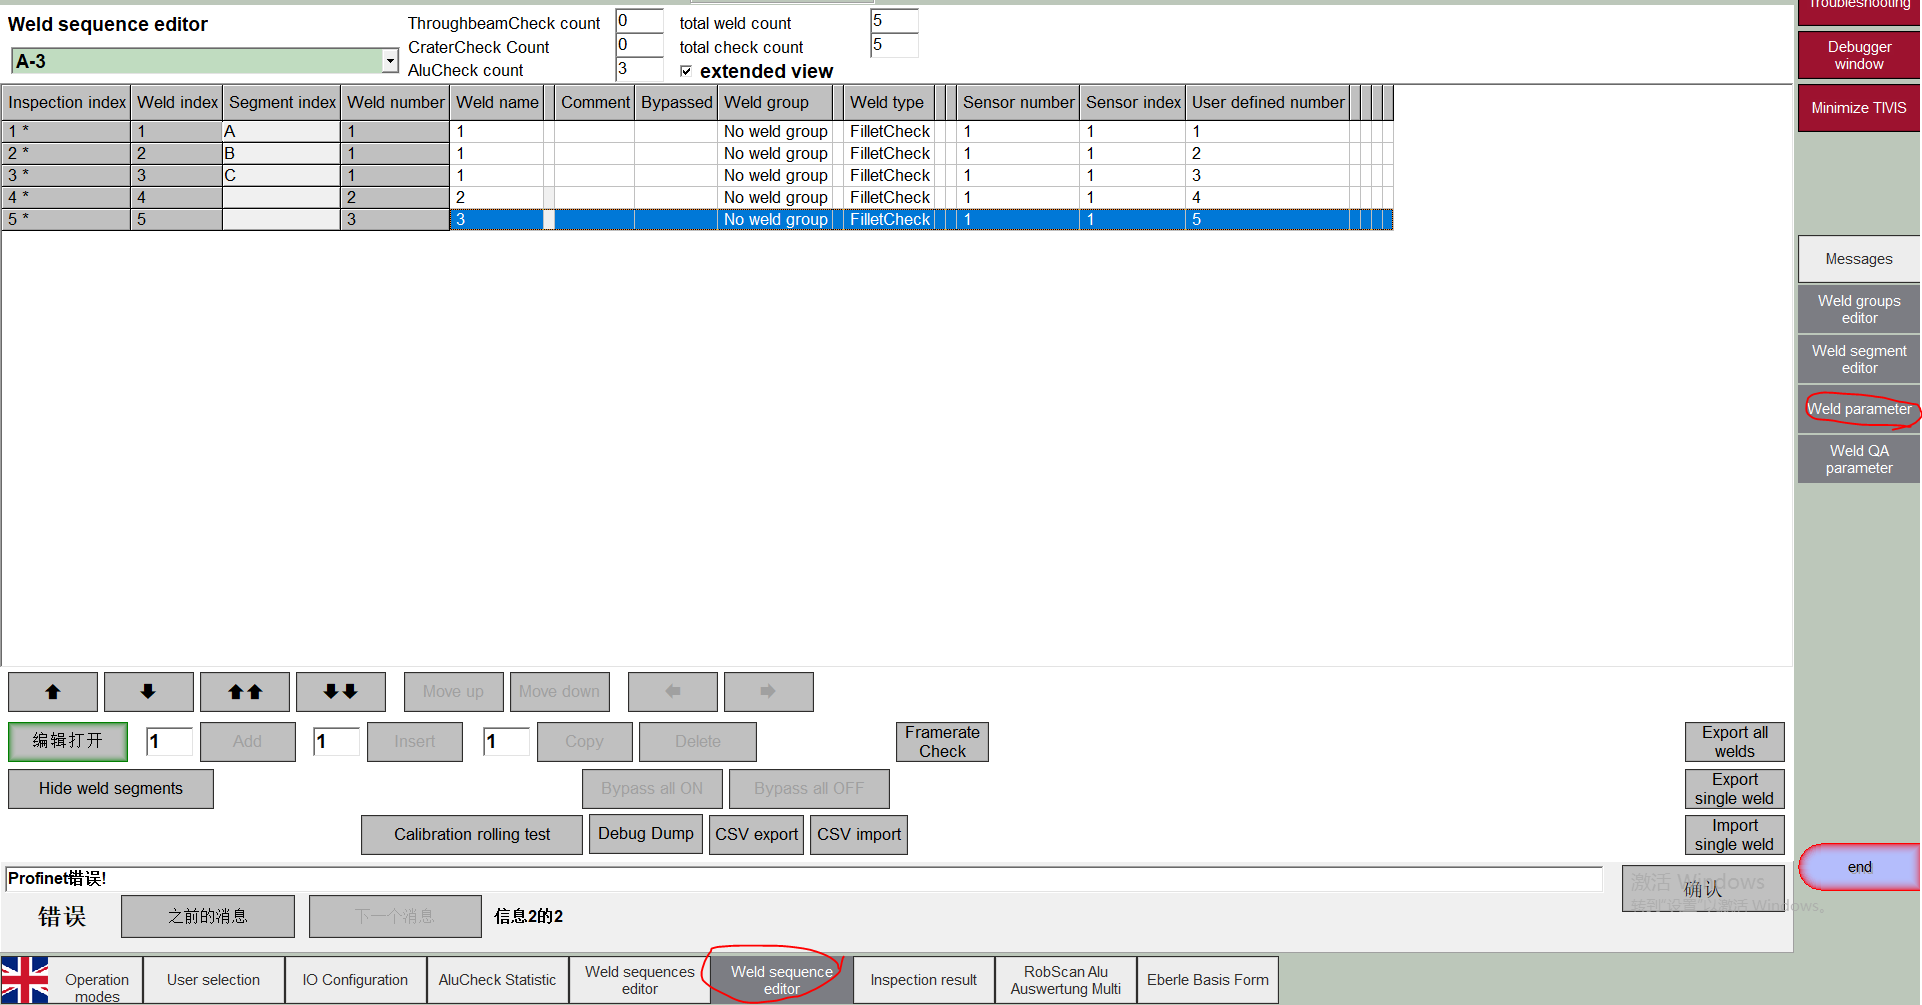 Weld sequence editor
ThroughbeamCheck count 0 total weld count 5
CraterCheck Count 0 total check count 5
A-3
AluCheck count 3 extended view
Troubleshooting
Debugger
window
Minimize TIVIS
Inspection index Weld index Segment index Weld number Weld name Comment Bypassed Weld group Weld type Sensor number Sensor index User defined number
1 * 1 A 1 1 No weld group FilletCheck 1 1 1
2 * 2 B 1 1 No weld group FilletCheck 1 1 2
3 * 3 C 1 1 No weld group FilletCheck 1 1 3
4 * 4 2 2 No weld group FilletCheck 1 1 4
5 * 5 3 3 No weld group FilletCheck 1 1 5
Messages
Weld groups
editor
Weld segment
editor
Weld parameter
Weld QA
parameter
Move up Move down
编辑打开 1 Add 1 Insert 1 Copy Delete
Framerate
Check
Export all
welds
Hide weld segments Bypass all ON Bypass all OFF
Export
single weld
Calibration rolling test Debug Dump CSV export CSV import
Import
single weld
end
Profinet错误!
确认
激活 Windows
转到"设置"以激活 Windows。
错误 之前的消息 下一个消息 信息2的2
Operation
modes
User selection
IO Configuration
AluCheck Statistic
Weld sequences
editor
Weld sequence
editor
Inspection result
RobScan Alu
Auswertung Multi
Eberle Basis Form